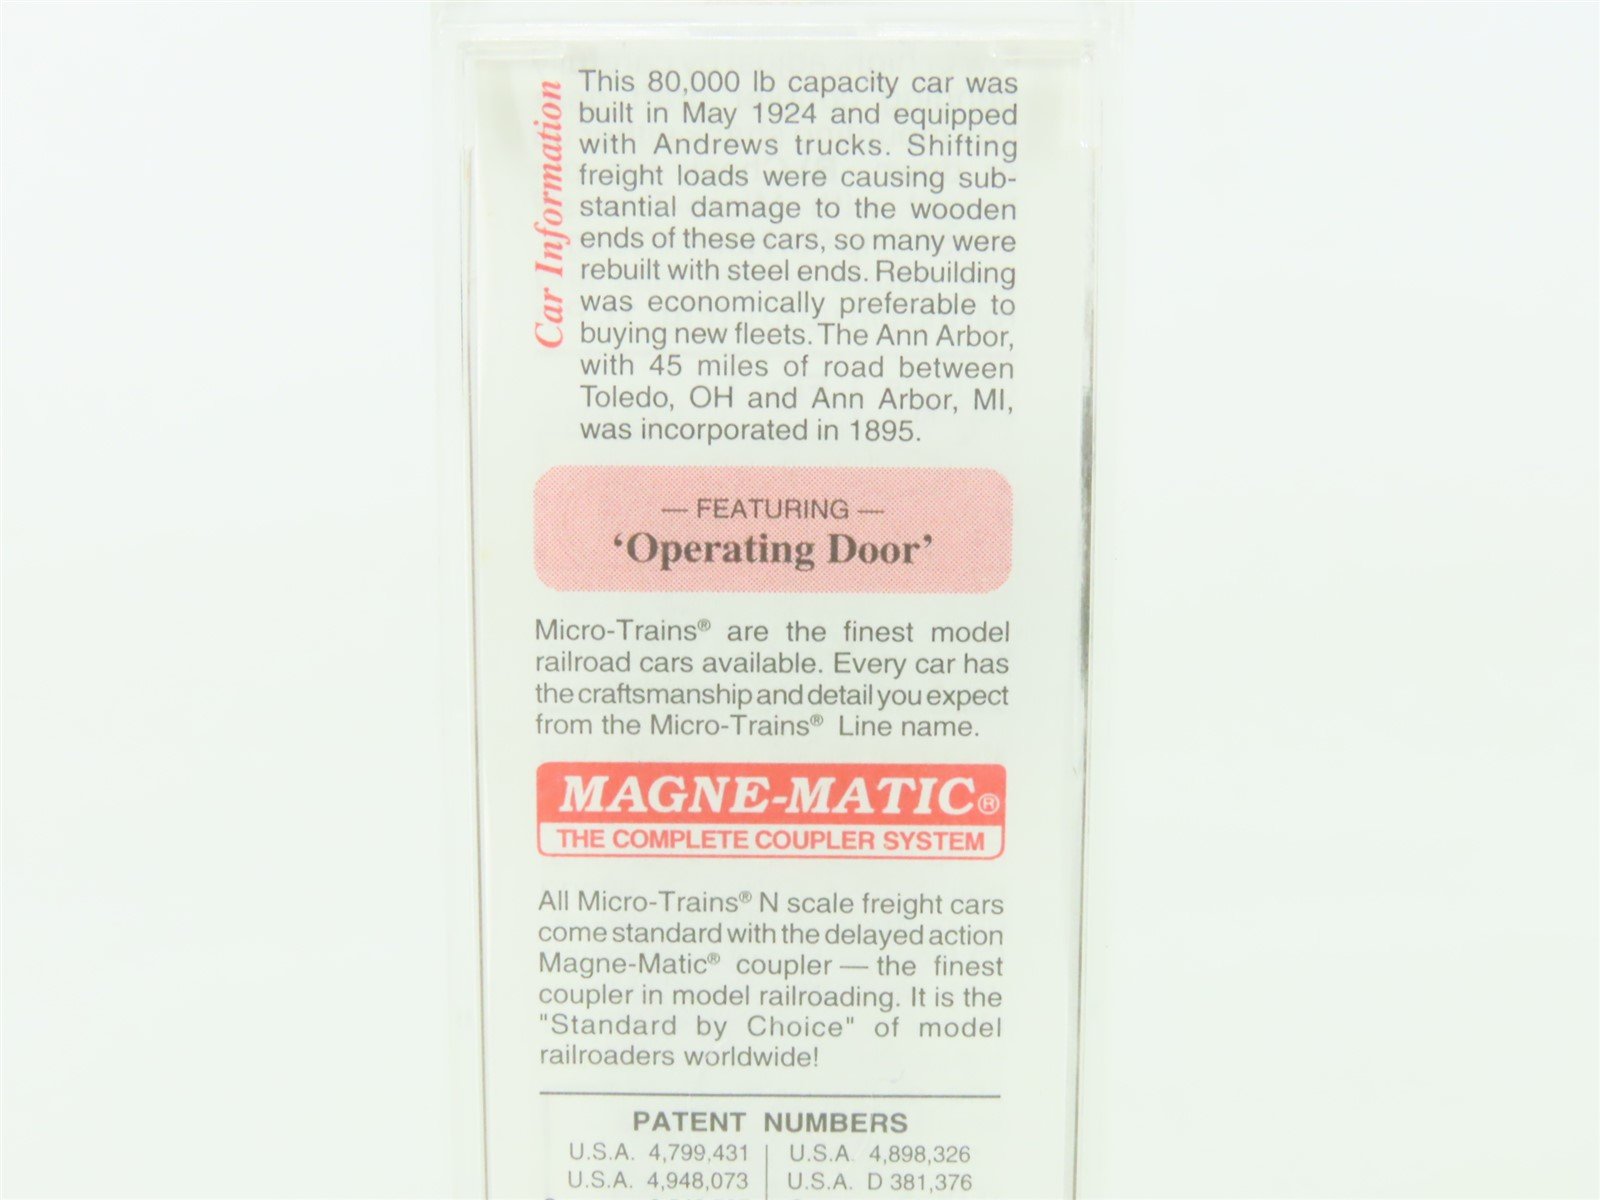 Car Information
This 80,000 lb capacity car was
built in May 1924 and equipped
with Andrews trucks. Shifting
freight loads were causing sub-
stantial damage to the wooden
ends of these cars, so many were
rebuilt with steel ends. Rebuilding
was economically preferable to
buying new fleets. The Ann Arbor,
with 45 miles of road between
Toledo, OH and Ann Arbor, MI,
was incorporated in 1895.
— FEATURING —
‘Operating Door’
Micro-Trains® are the finest model
railroad cars available. Every car has
the craftsmanship and detail you expect
from the Micro-Trains® Line name.
MAGNE-MATIC®
THE COMPLETE COUPLER SYSTEM
All Micro-Trains® N scale freight cars
come standard with the delayed action
Magne-Matic® coupler — the finest
coupler in model railroading. It is the
"Standard by Choice" of model
railroaders worldwide!
PATENT NUMBERS
U.S.A. 4,799,431 U.S.A. 4,898,326
U.S.A. 4,948,073 U.S.A. D 381,376